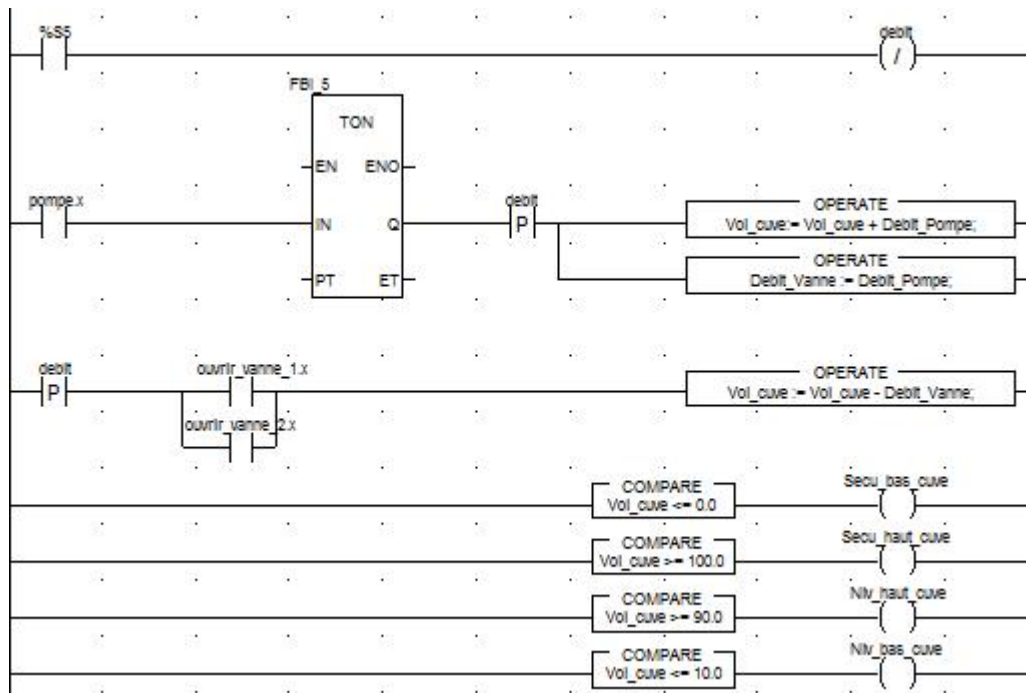 %S5
debit
/
FBI_5
TON
EN ENO
pompe.x
debit
IN Q
P
OPERATE
Vol_cuve:= Vol_cuve + Debit_Pompe;
OPERATE
PT ET
Debit_Vanne := Debit_Pompe;
debit
ouvrir_vanne_1.x
P
OPERATE
Vol_cuve := Vol_cuve - Debit_Vanne;
ouvrir_vanne_2.x
COMPARE
Vol_cuve <= 0.0
Secu_bas_cuve
COMPARE
Vol_cuve >= 100.0
Secu_haut_cuve
COMPARE
Vol_cuve >= 90.0
Niv_haut_cuve
COMPARE
Vol_cuve <= 10.0
Niv_bas_cuve